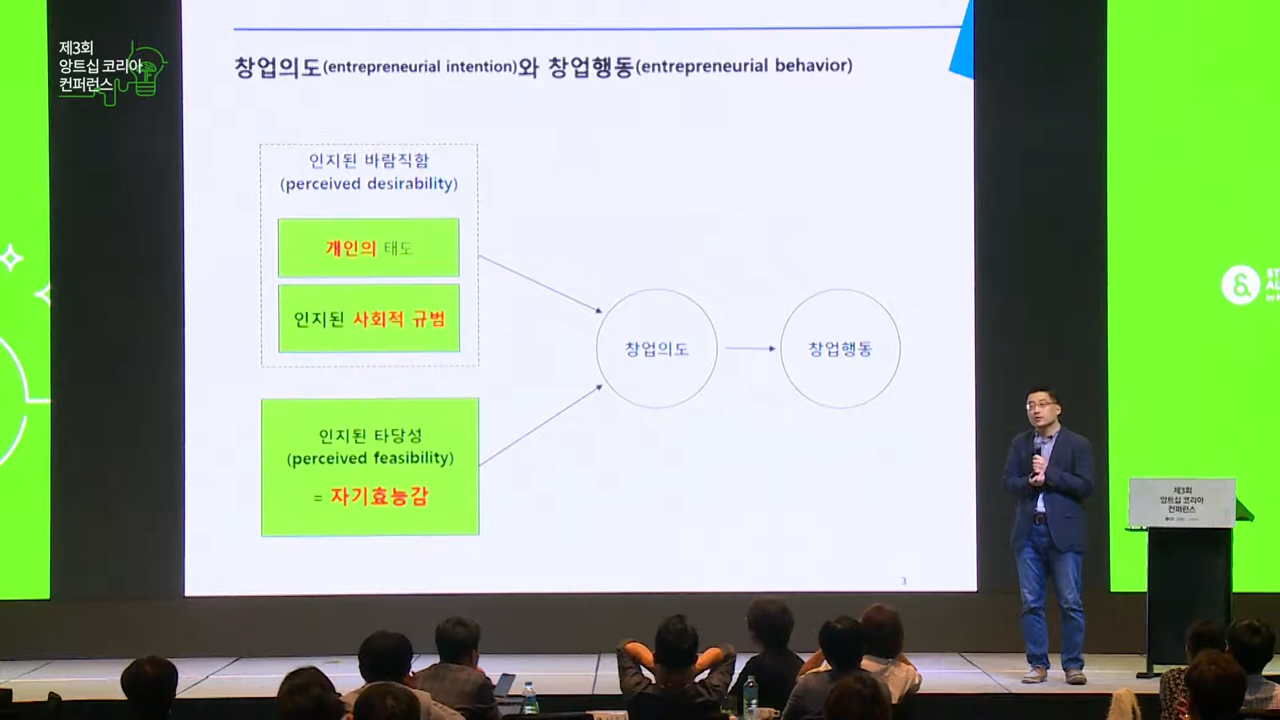 제3회
앙트십 코리아
컨퍼런스
창업의도(entrepreneurial intention)와 창업행동(entrepreneurial behavior)
인지된 바람직함
(perceived desirability)
개인의 태도
인지된 사회적 규범
인지된 타당성
(perceived feasibility)
= 자기효능감
창업의도
창업행동
3
제3회
앙트십 코리아
컨퍼런스